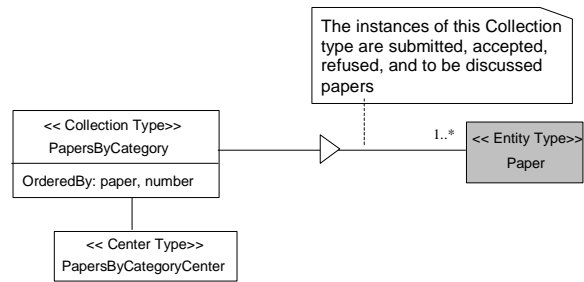 The instances of this Collection
type are submitted, accepted,
refused, and to be discussed
papers
<< Collection Type>>
PapersByCategory
OrderedBy: paper, number
1..*
<< Entity Type>>
Paper
<< Center Type>>
PapersByCategoryCenter